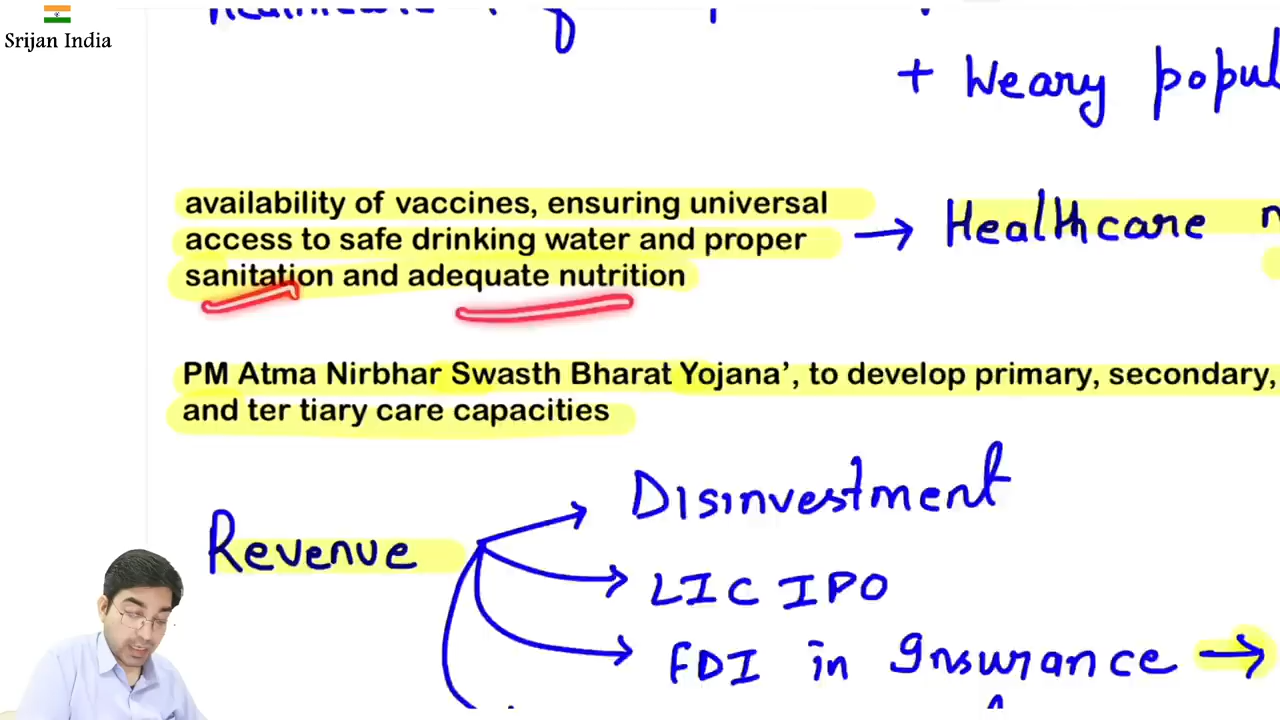 Srijan India
+ Weary popul
availability of vaccines, ensuring universal
access to safe drinking water and proper
sanitation and adequate nutrition
→ Healthcare
PM Atma Nirbhar Swasth Bharat Yojana’, to develop primary, secondary,
and ter tiary care capacities
Revenue
Disinvestment
LIC IPO
FDI in Insurance →